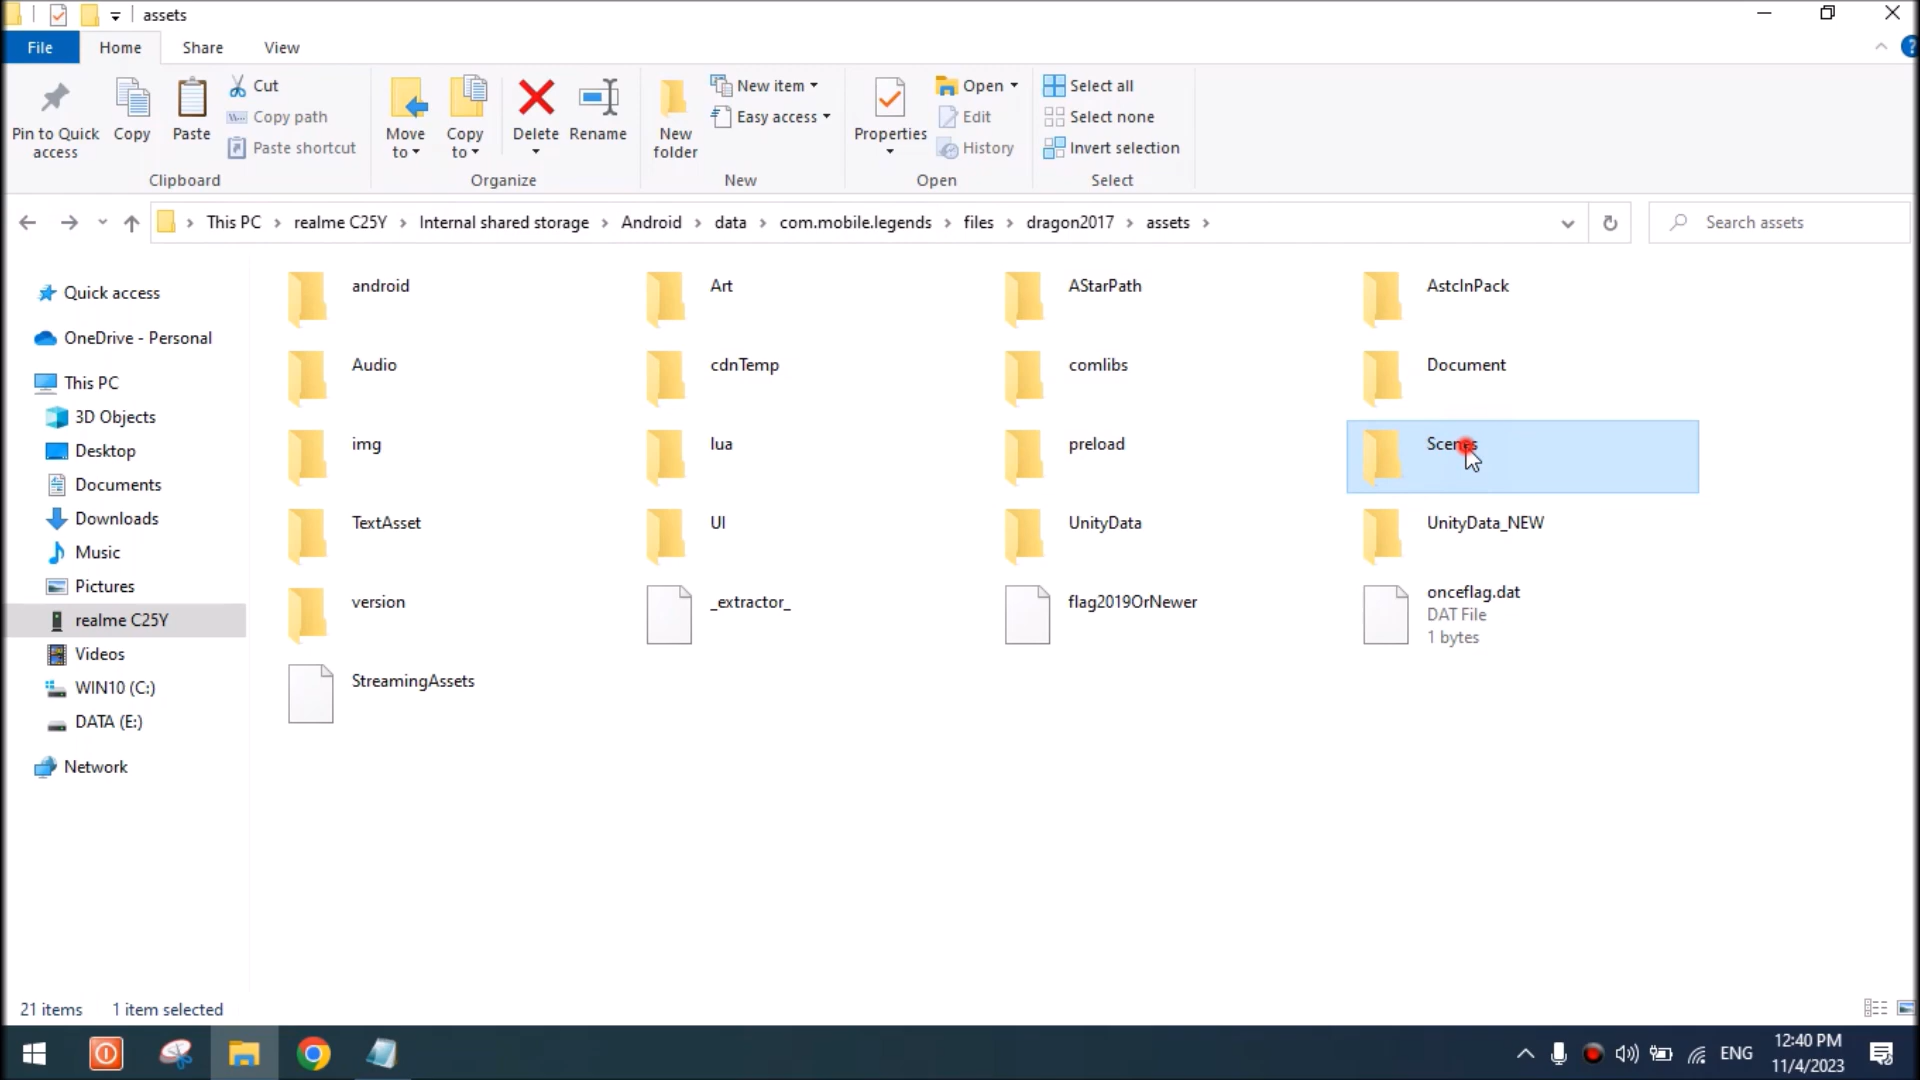 assets
File
Home
Share
View
Pin to Quick
access
Copy
Paste
Cut
Copy path
Paste shortcut
Clipboard
Move
to
Copy
to
Delete
Rename
Organize
New
folder
New item
Easy access
New
Properties
Open
Edit
History
Open
Select all
Select none
Invert selection
Select
This PC > realme C25Y > Internal shared storage > Android > data > com.mobile.legends > files > dragon2017 > assets >
Search assets
Quick access
OneDrive - Personal
This PC
3D Objects
Desktop
Documents
Downloads
Music
Pictures
realme C25Y
Videos
WIN10 (C:)
DATA (E:)
Network
android
Art
AStarPath
AstcInPack
Audio
cdnTemp
comlibs
Document
img
lua
preload
Scenes
TextAsset
UI
UnityData
UnityData_NEW
version
_extractor_
flag2019OrNewer
onceflag.dat
DAT File
1 bytes
StreamingAssets
21 items
1 item selected
ENG
12:40 PM
11/4/2023